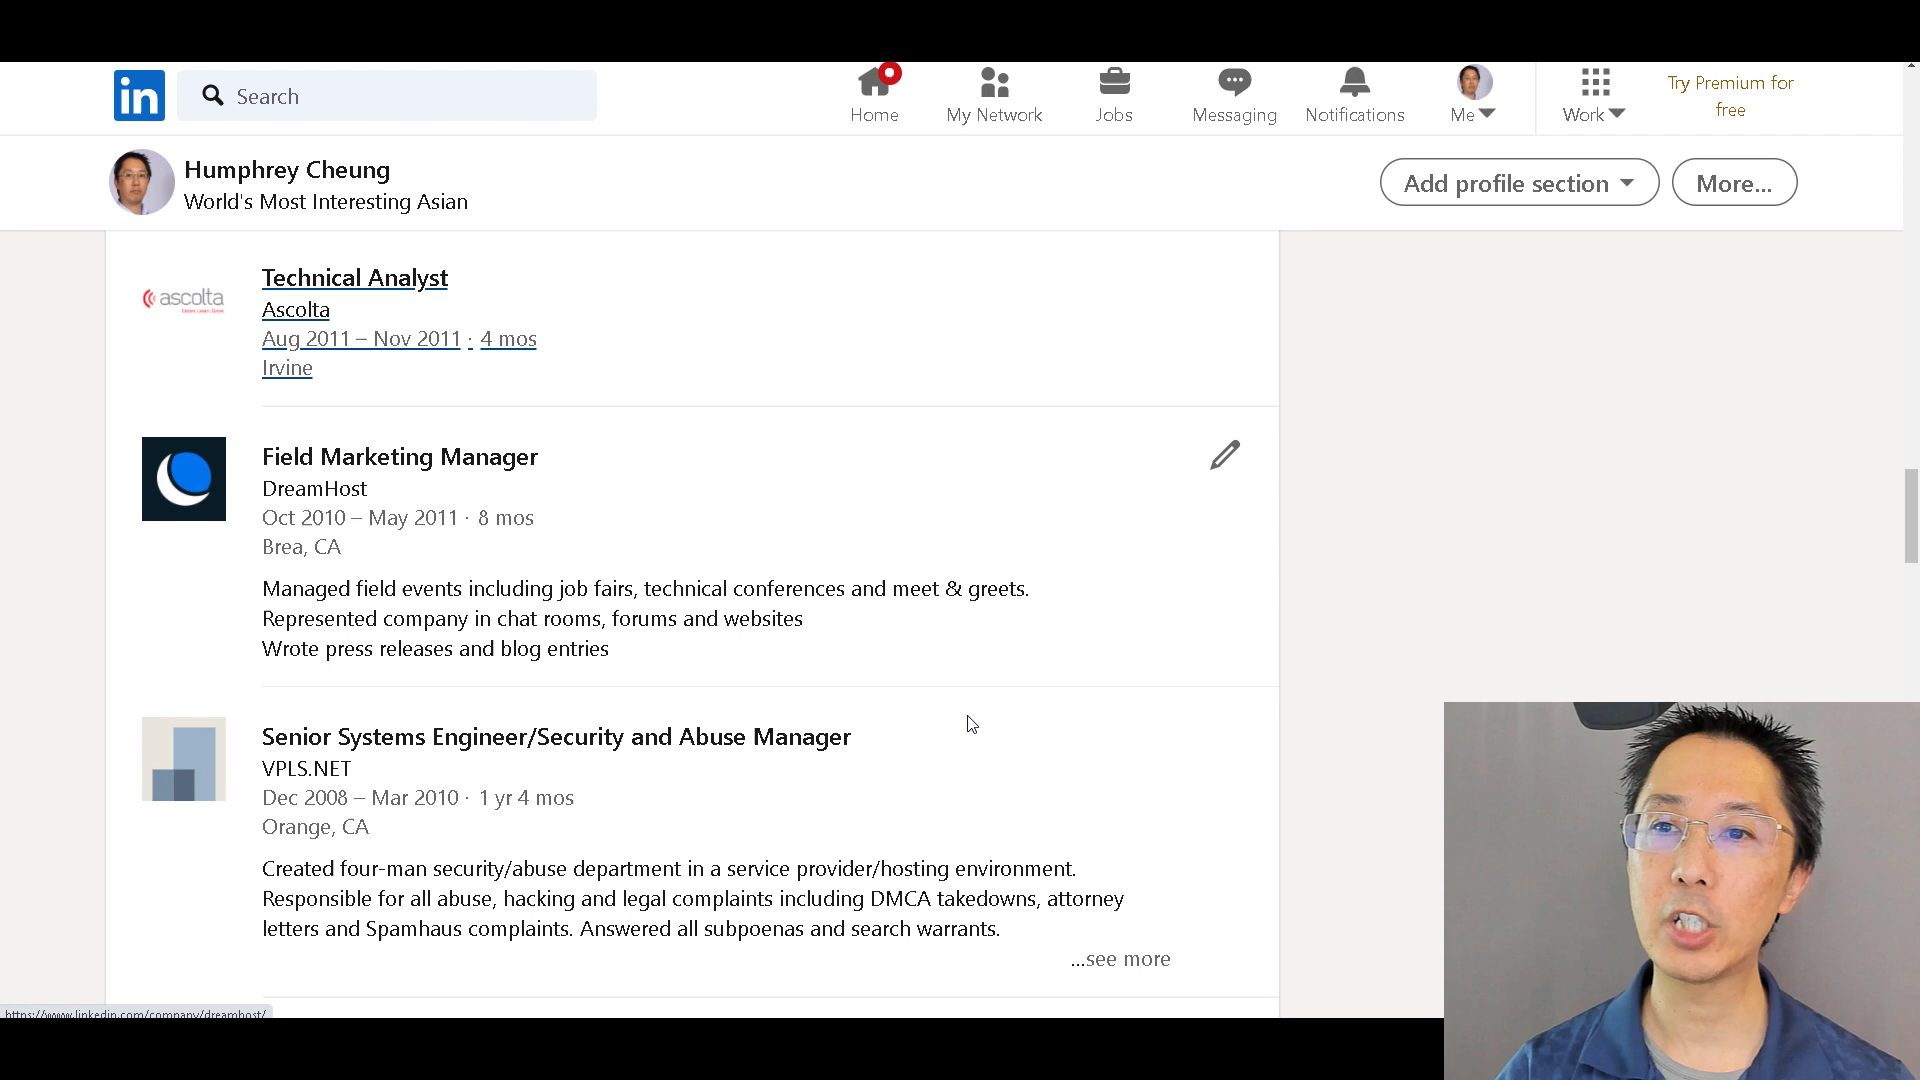 in
Search
Home
My Network
Jobs
Messaging
Notifications
Me
Work
Try Premium for
free
Humphrey Cheung
World's Most Interesting Asian
Add profile section
More...
ascolta
Technical Analyst
Ascolta
Aug 2011 – Nov 2011 · 4 mos
Irvine
Field Marketing Manager
DreamHost
Oct 2010 – May 2011 · 8 mos
Brea, CA
Managed field events including job fairs, technical conferences and meet & greets.
Represented company in chat rooms, forums and websites
Wrote press releases and blog entries
Senior Systems Engineer/Security and Abuse Manager
VPLS.NET
Dec 2008 – Mar 2010 · 1 yr 4 mos
Orange, CA
Created four-man security/abuse department in a service provider/hosting environment.
Responsible for all abuse, hacking and legal complaints including DMCA takedowns, attorney
letters and Spamhaus complaints. Answered all subpoenas and search warrants.
...see more
https://www.linkedin.com/company/dreamhost/